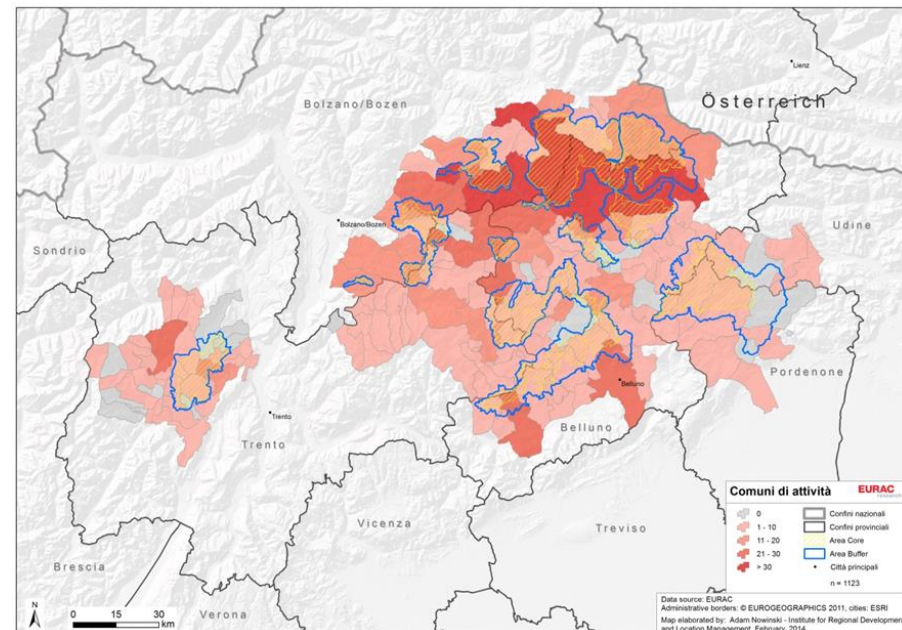 Lienz
Österreich
Bolzano/Bozen
Bolzano/Bozen
Udine
Sondrio
Pordenone
Belluno
Trento
Trento
Belluno
Vicenza
Treviso
Brescia
Verona
N
0 15 30
km
Comuni di attività
EURAC
research
0
1 - 10
11 - 20
21 - 30
> 30
Confini nazionali
Confini provinciali
Area Core
Area Buffer
Città principali
n = 1123
Data source: EURAC
Administrative borders: © EUROGEOGRAPHICS 2011, cities: ESRI
Map elaborated by: Adam Nowinski - Institute for Regional Development
and Location Management, February, 2014